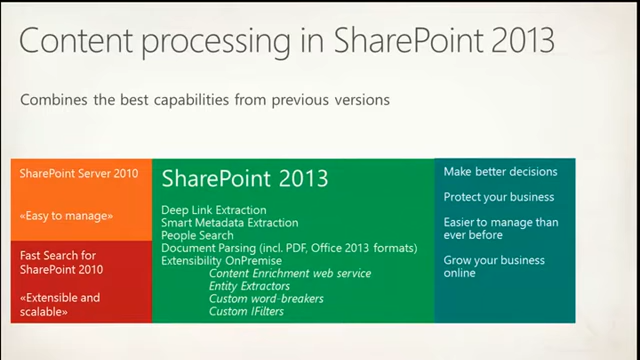 Content processing in SharePoint 2013
Combines the best capabilities from previous versions
SharePoint Server 2010
«Easy to manage»
Fast Search for
SharePoint 2010
«Extensible and
scalable»
SharePoint 2013
Deep Link Extraction
Smart Metadata Extraction
People Search
Document Parsing (incl. PDF, Office 2013 formats)
Extensibility OnPremise
Content Enrichment web service
Entity Extractors
Custom word-breakers
Custom IFilters
Make better decisions
Protect your business
Easier to manage than
ever before
Grow your business
online